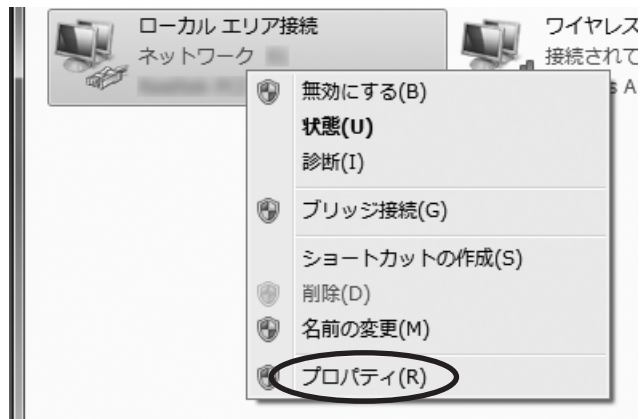 ローカル エリア接続
ネットワーク
ワイヤレス
接続されて
s A
無効にする(B)
状態(U)
診断(I)
ブリッジ接続(G)
ショートカットの作成(S)
削除(D)
名前の変更(M)
プロパティ(R)